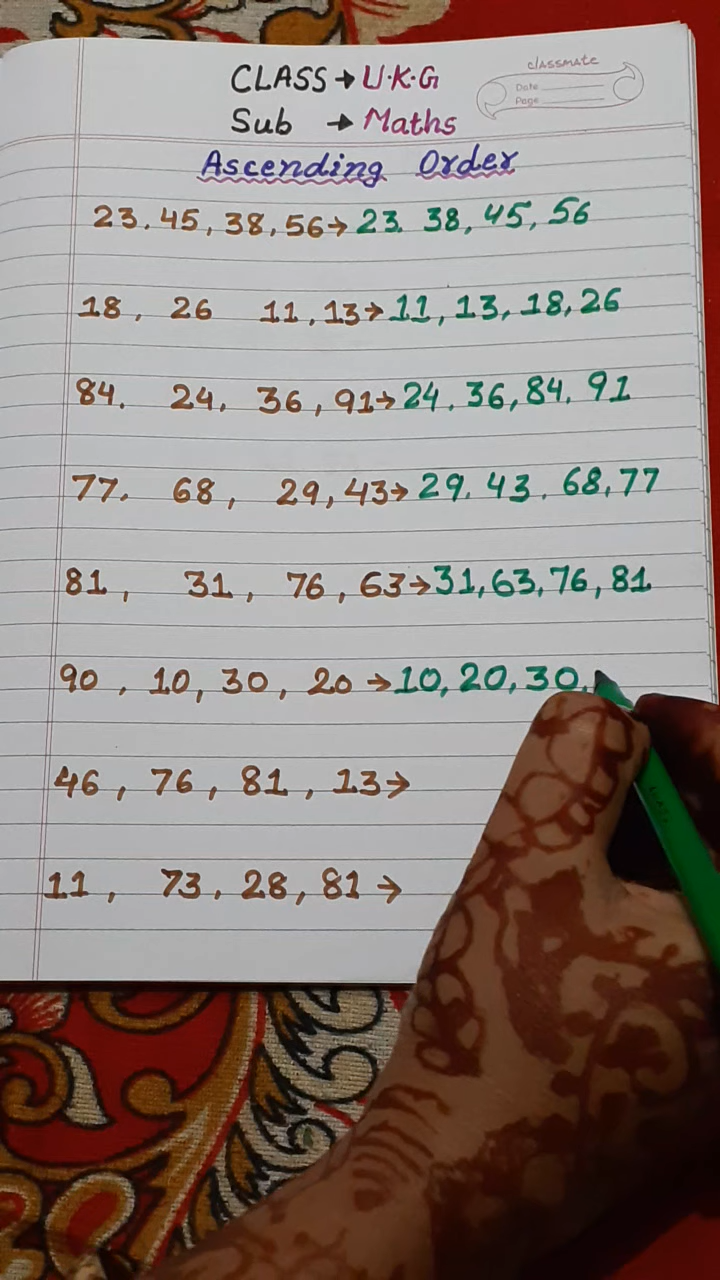 classmate
Date
Page
CLASS → U.K.G
Sub → Maths
Ascending Order
23. 45, 38, 56→ 23. 38, 45, 56
18, 26 11, 13→ 11, 13, 18, 26
84. 24, 36, 91→ 24. 36, 84. 91
77. 68, 29, 43→ 29. 43. 68, 77
81, 31, 76, 63→ 31, 63, 76, 81
90, 10, 30, 20 → 10, 20, 30,
46, 76, 81, 13→
11, 73, 28, 81 →